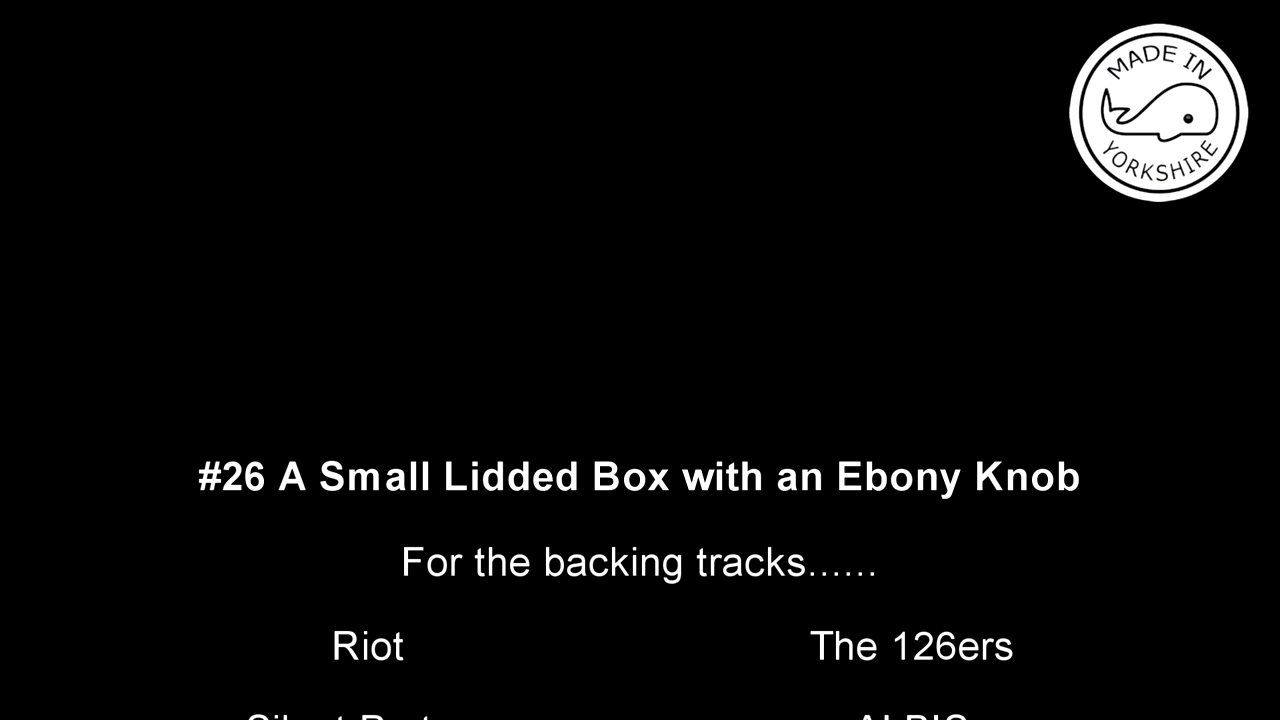 MADE IN
YORKSHIRE
#26 A Small Lidded Box with an Ebony Knob
For the backing tracks......
Riot The 126ers